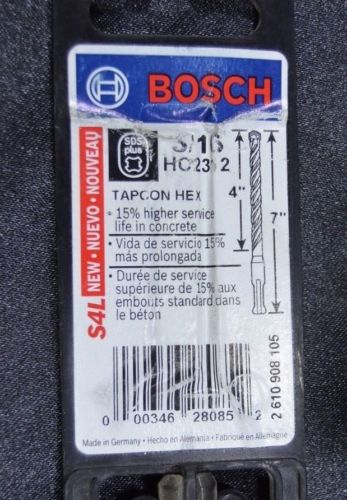 BOSCH
SDS
plus
3/16
TAPCON HEX
4"
7"
• 15% higher service
life in concrete
• Vida de servicio 15%
más prolongada
• Durée de service
supérieure de 15% aux
embouts standard dans
le béton
S4L NEW • NUEVO • NOUVEAU
0 00346 28085 2
2 610 908 105
Made in Germany • Hecho en Alemania • Fabriqué en Allemagne